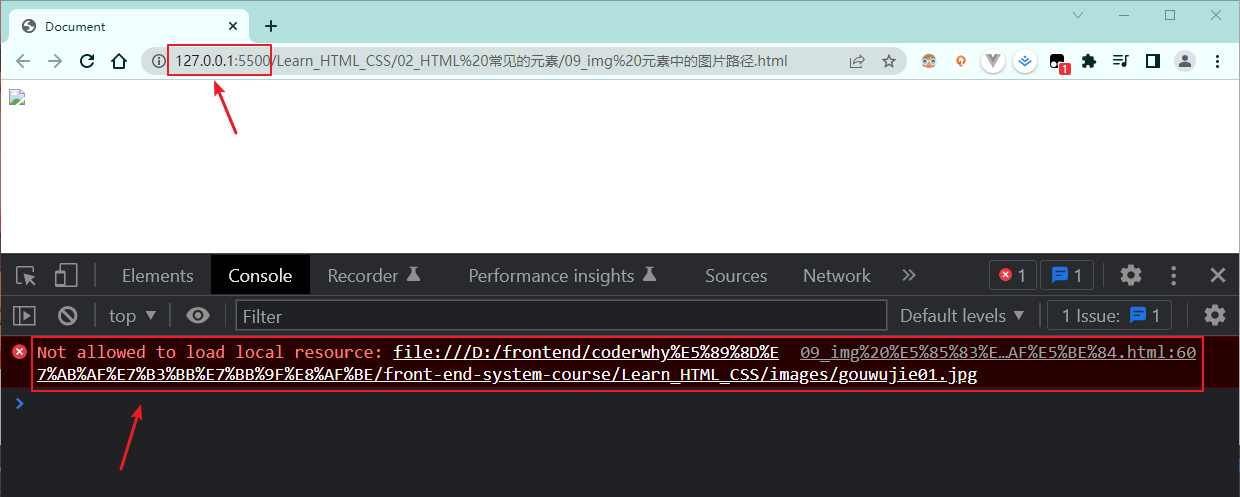 Document
127.0.0.1:5500/Learn_HTML_CSS/02_HTML%20常见的元素/09_img%20元素中的图片路径.html
1
Elements Console Recorder Performance insights Sources Network 1 1
top Filter Default levels 1 Issue: 1
Not allowed to load local resource: file:///D:/frontend/coderwhy%E5%89%8D%E 09_img%20%E5%85%83%E…AF%E5%BE%84.html:60
7%AB%AF%E7%B3%BB%E7%BB%9F%E8%AF%BE/front-end-system-course/Learn_HTML_CSS/images/gouwujie01.jpg